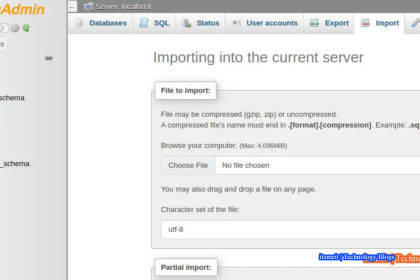 Admin
Server: localhost
Databases SQL Status User accounts Export Import
schema
_schema
Importing into the current server
File to import:
File may be compressed (gzip, zip) or uncompressed.
A compressed file's name must end in .[format].[compression]. Example: .sq
Browse your computer: (Max: 4,096MiB)
Choose File No file chosen
You may also drag and drop a file on any page.
Character set of the file:
utf-8
itsmeit's Technology Blogs
Partial import: